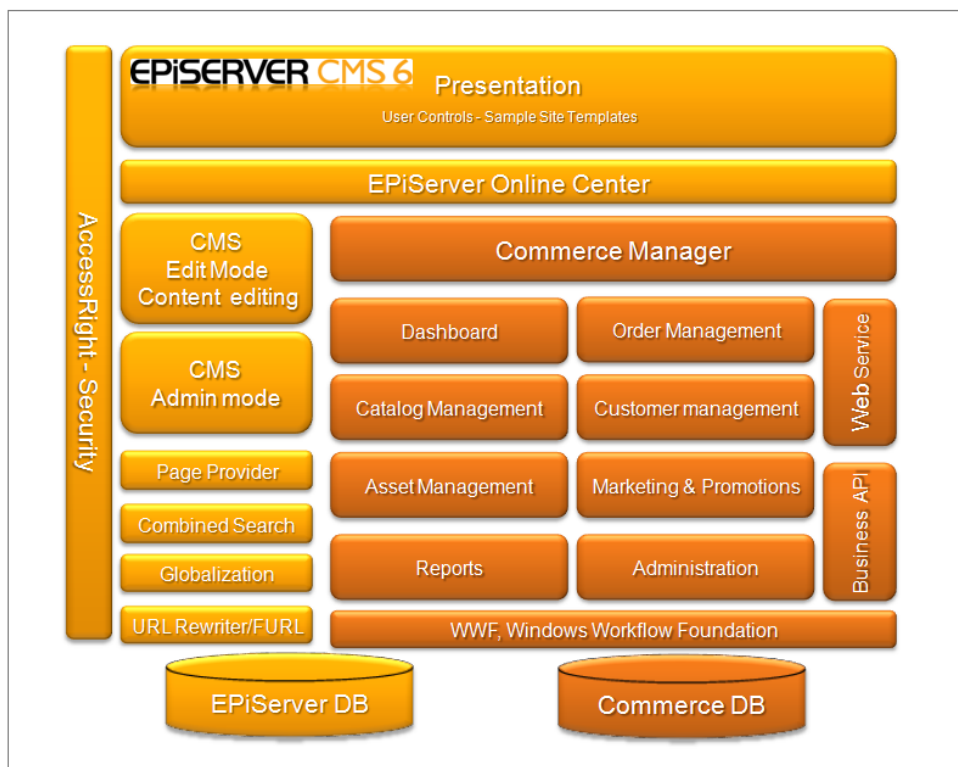 EPiSERVER CMS 6
Presentation
User Controls - Sample Site Templates
EPiServer Online Center
AccessRight - Security
CMS
Edit Mode
Content editing
CMS
Admin mode
Page Provider
Combined Search
Globalization
URL Rewriter/FURL
Commerce Manager
Dashboard
Order Management
Catalog Management
Customer management
Asset Management
Marketing & Promotions
Reports
Administration
Web Service
Business API
WWF, Windows Workflow Foundation
EPiServer DB
Commerce DB